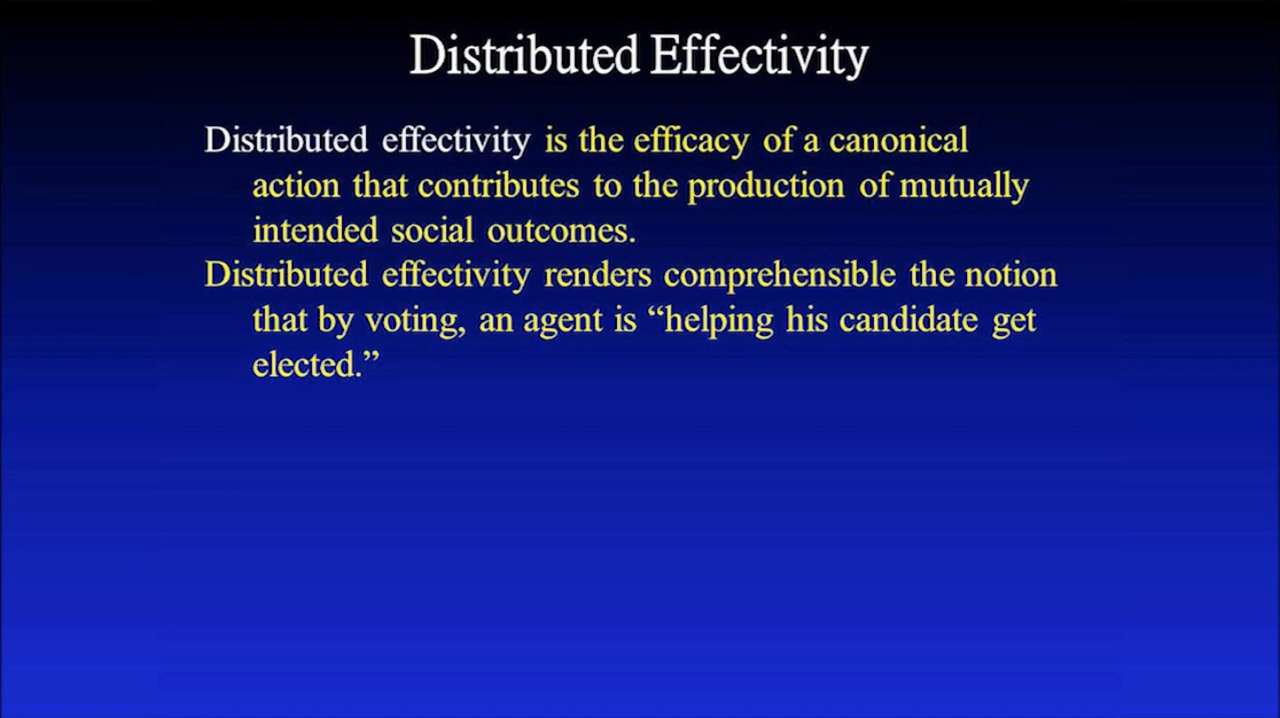 Distributed Effectivity
Distributed effectivity is the efficacy of a canonical
action that contributes to the production of mutually
intended social outcomes.
Distributed effectivity renders comprehensible the notion
that by voting, an agent is “helping his candidate get
elected.”